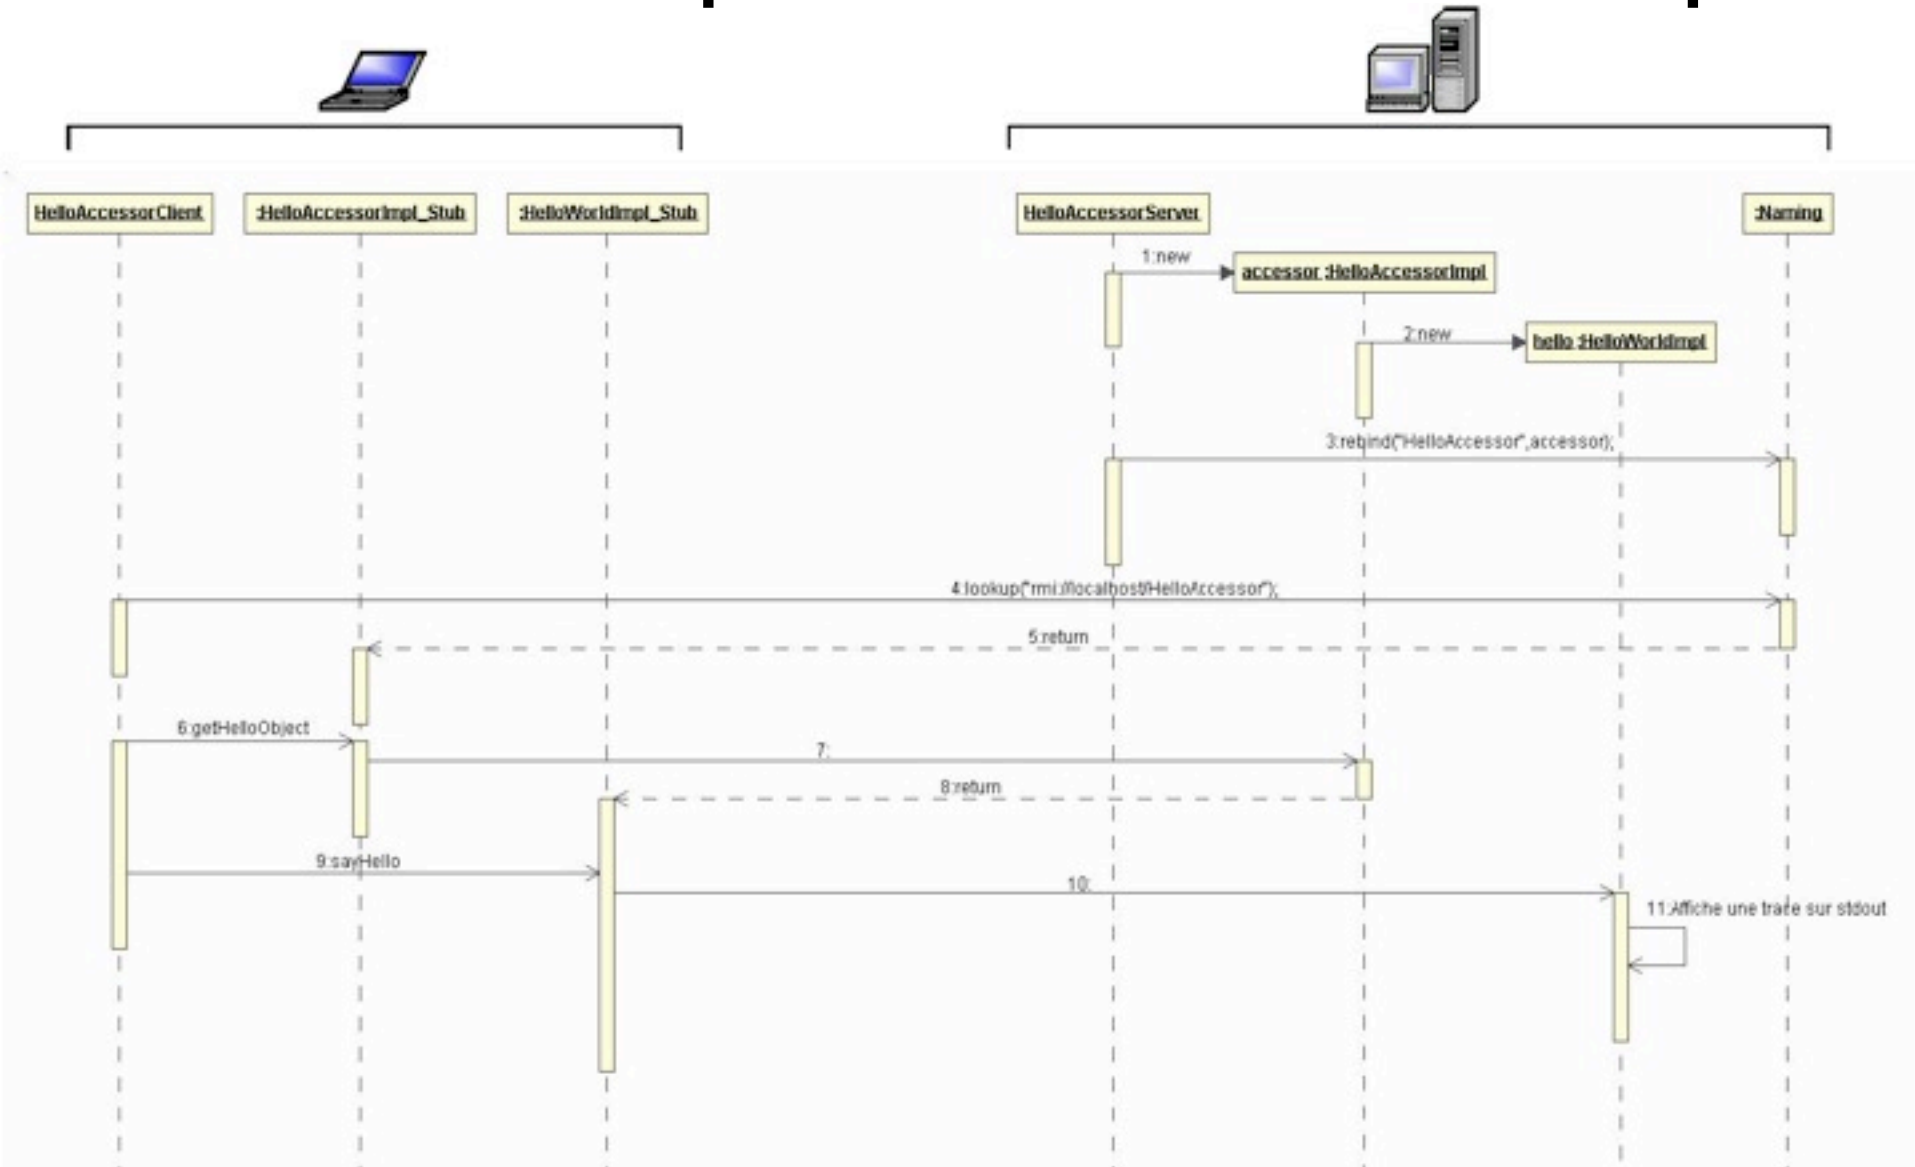 HelloAccessorClient
:HelloAccessorImpl_Stub
:HelloWorldImpl_Stub
HelloAccessorServer
:Naming
1:new
accessor :HelloAccessorImpl
2:new
hello :HelloWorldImpl
3:rebind("HelloAccessor",accessor);
4:lookup("rmi://localhost/HelloAccessor");
5:return
6:getHelloObject
7:
8:return
9:sayHello
10:
11:Affiche une trace sur stdout